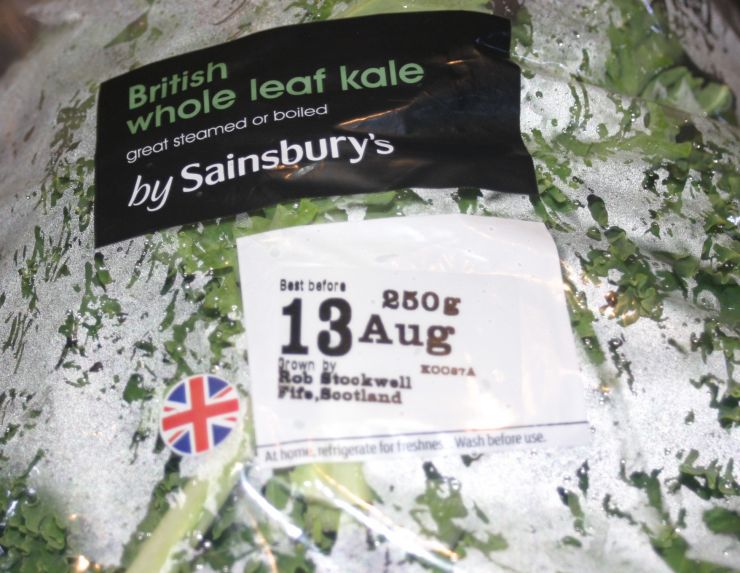 British
whole leaf kale
great steamed or boiled
by Sainsbury's
Best before
250g
13 Aug
Grown by
K0087A
Rob Stockwell
Fife, Scotland
At home, refrigerate for freshnes Wash before use.